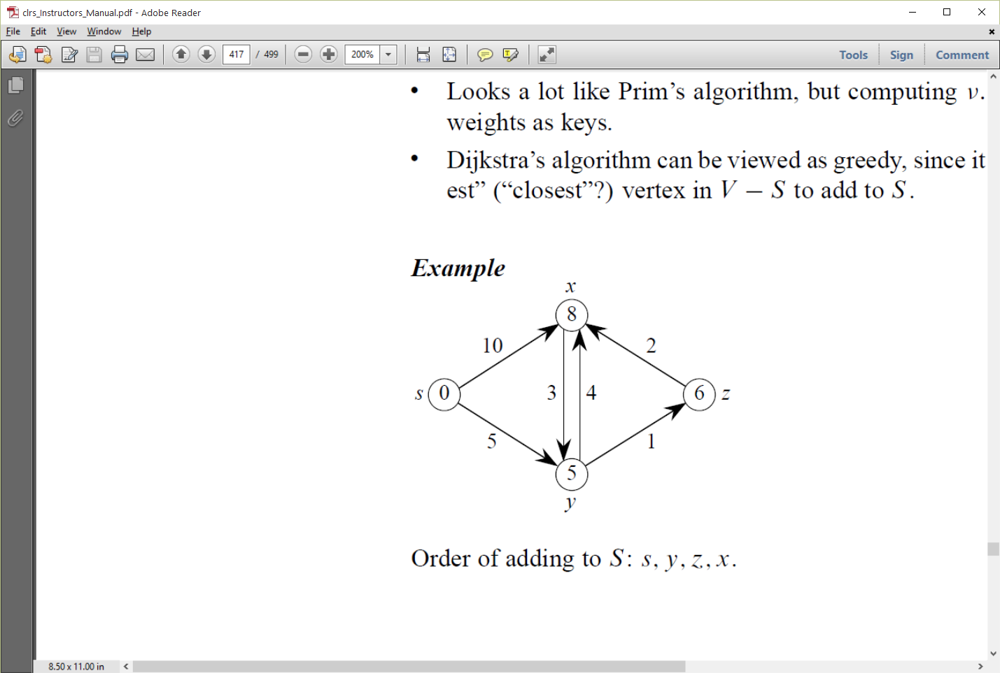 clrs_Instructors_Manual.pdf - Adobe Reader
File Edit View Window Help
417 / 499 200% Tools Sign Comment
• Looks a lot like Prim's algorithm, but computing v.
weights as keys.
• Dijkstra's algorithm can be viewed as greedy, since it
est” (“closest”?) vertex in V − S to add to S.
Example
x
8
10 2
s 0 3 4 6 z
5 1
5
y
Order of adding to S: s, y, z, x.
8.50 x 11.00 in